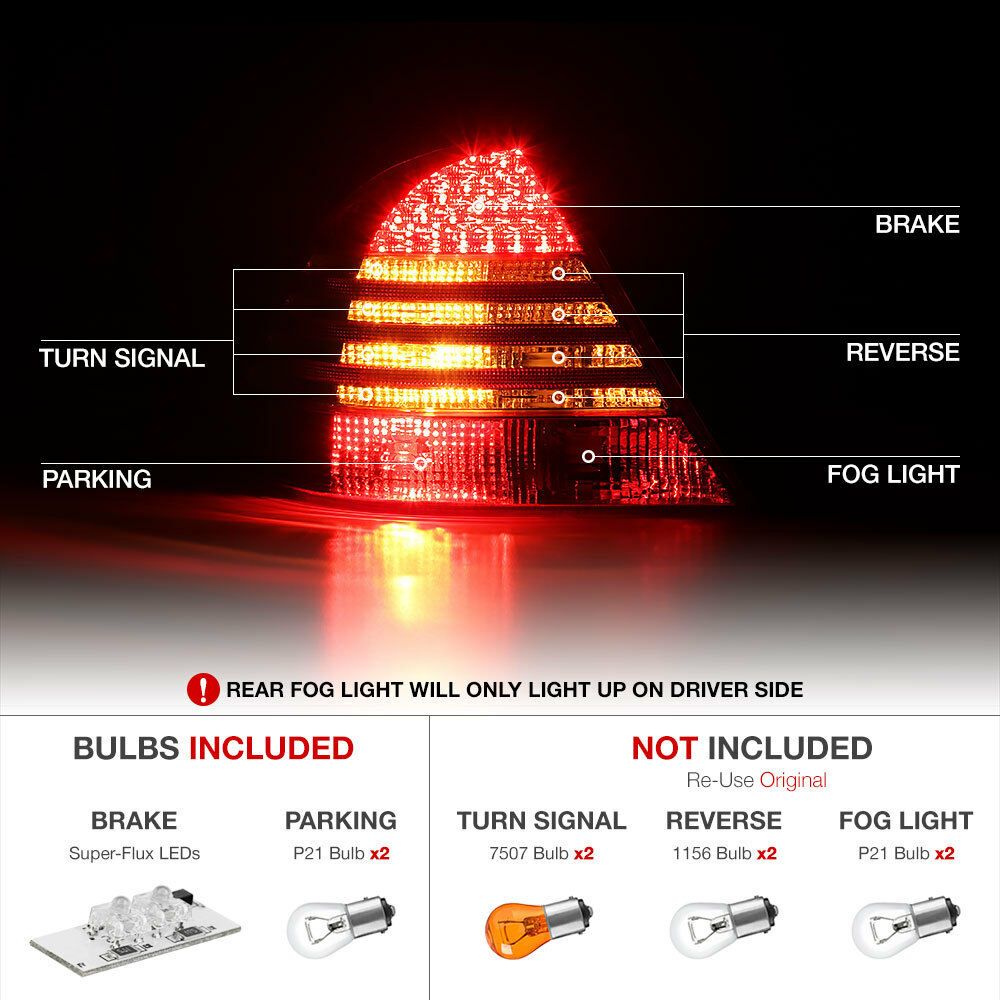 BRAKE
TURN SIGNAL
REVERSE
PARKING
FOG LIGHT
! REAR FOG LIGHT WILL ONLY LIGHT UP ON DRIVER SIDE
BULBS INCLUDED
BRAKE
Super-Flux LEDs
PARKING
P21 Bulb x2
NOT INCLUDED
Re-Use Original
TURN SIGNAL
7507 Bulb x2
REVERSE
1156 Bulb x2
FOG LIGHT
P21 Bulb x2